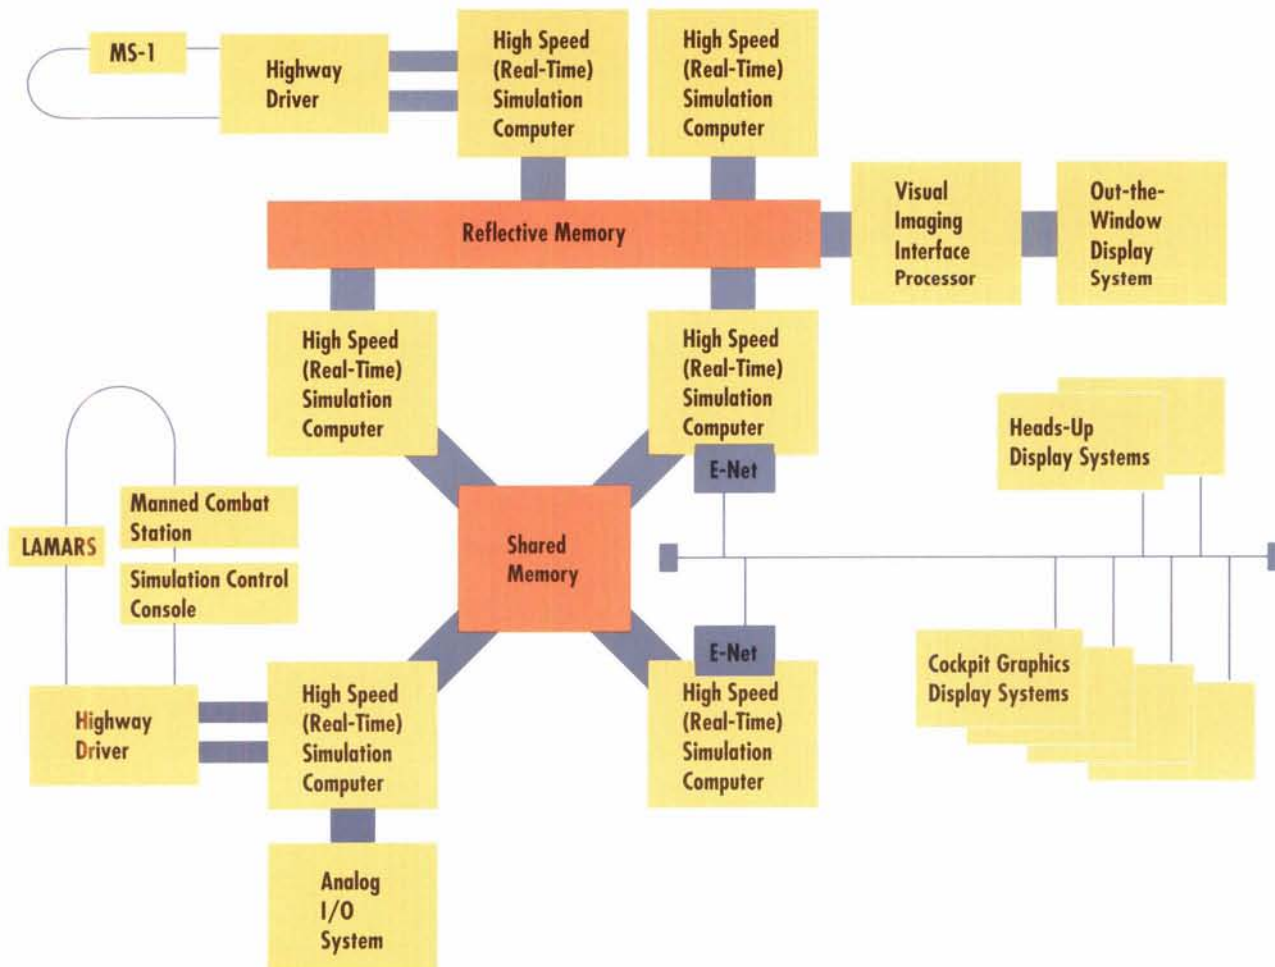 MS-1
Highway
Driver
High Speed
(Real-Time)
Simulation
Computer
High Speed
(Real-Time)
Simulation
Computer
Reflective Memory
Visual
Imaging
Interface
Processor
Out-the-
Window
Display
System
High Speed
(Real-Time)
Simulation
Computer
High Speed
(Real-Time)
Simulation
Computer
E-Net
Heads-Up
Display Systems
LAMARS
Manned Combat
Station
Simulation Control
Console
Shared
Memory
E-Net
High Speed
(Real-Time)
Simulation
Computer
Cockpit Graphics
Display Systems
Highway
Driver
High Speed
(Real-Time)
Simulation
Computer
Analog
I/O
System